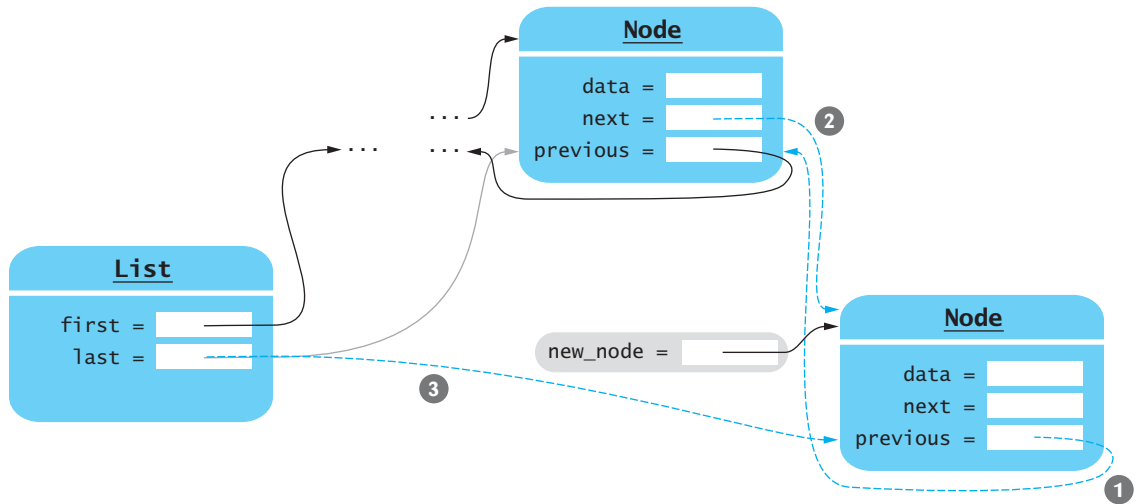 Node
data =
next =
2
...
... ...
previous =
List
first =
last =
3
new_node =
Node
data =
next =
previous =
1